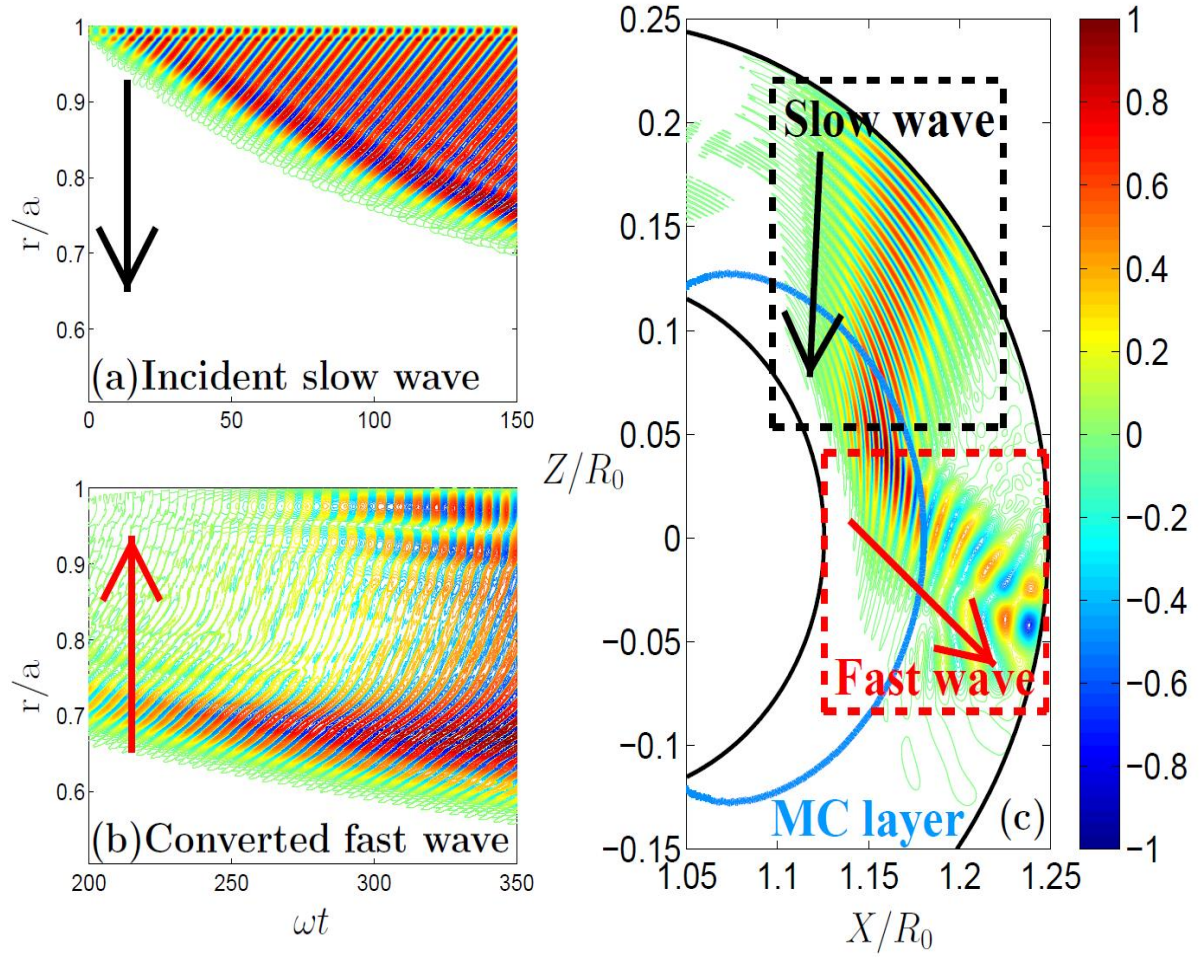 1
0.9
0.8
0.7
0.6
r/a
(a)Incident slow wave
0 50 100 150
1
0.9
0.8
0.7
0.6
r/a
(b)Converted fast wave
200 250 300 350
ωt
0.25
0.2
0.15
0.1
0.05
0
−0.05
−0.1
−0.15
Z/R₀
Slow wave
Fast wave
MC layer
(c)
1.05 1.1 1.15 1.2 1.25
X/R₀
1
0.8
0.6
0.4
0.2
0
−0.2
−0.4
−0.6
−0.8
−1